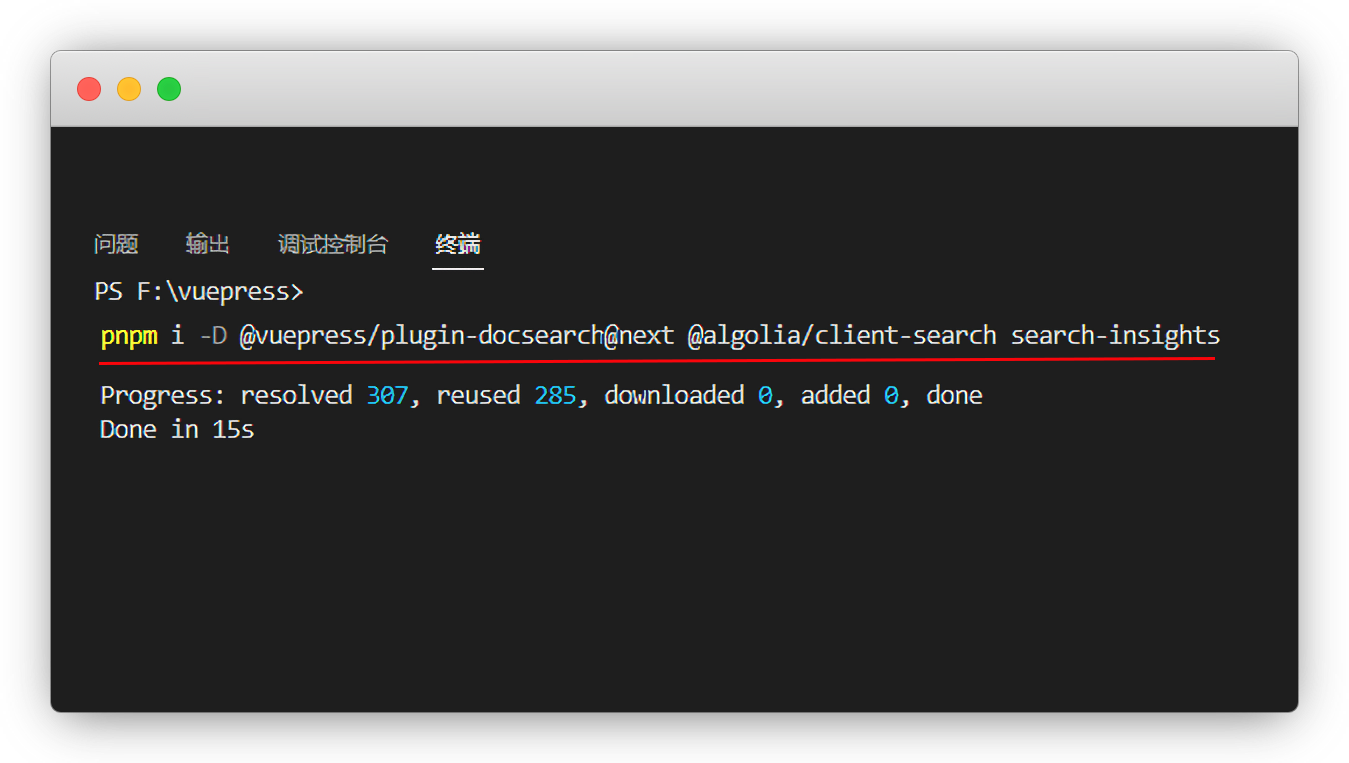 问题 输出 调试控制台 终端
PS F:\vuepress>
pnpm i -D @vuepress/plugin-docsearch@next @algolia/client-search search-insights
Progress: resolved 307, reused 285, downloaded 0, added 0, done
Done in 15s